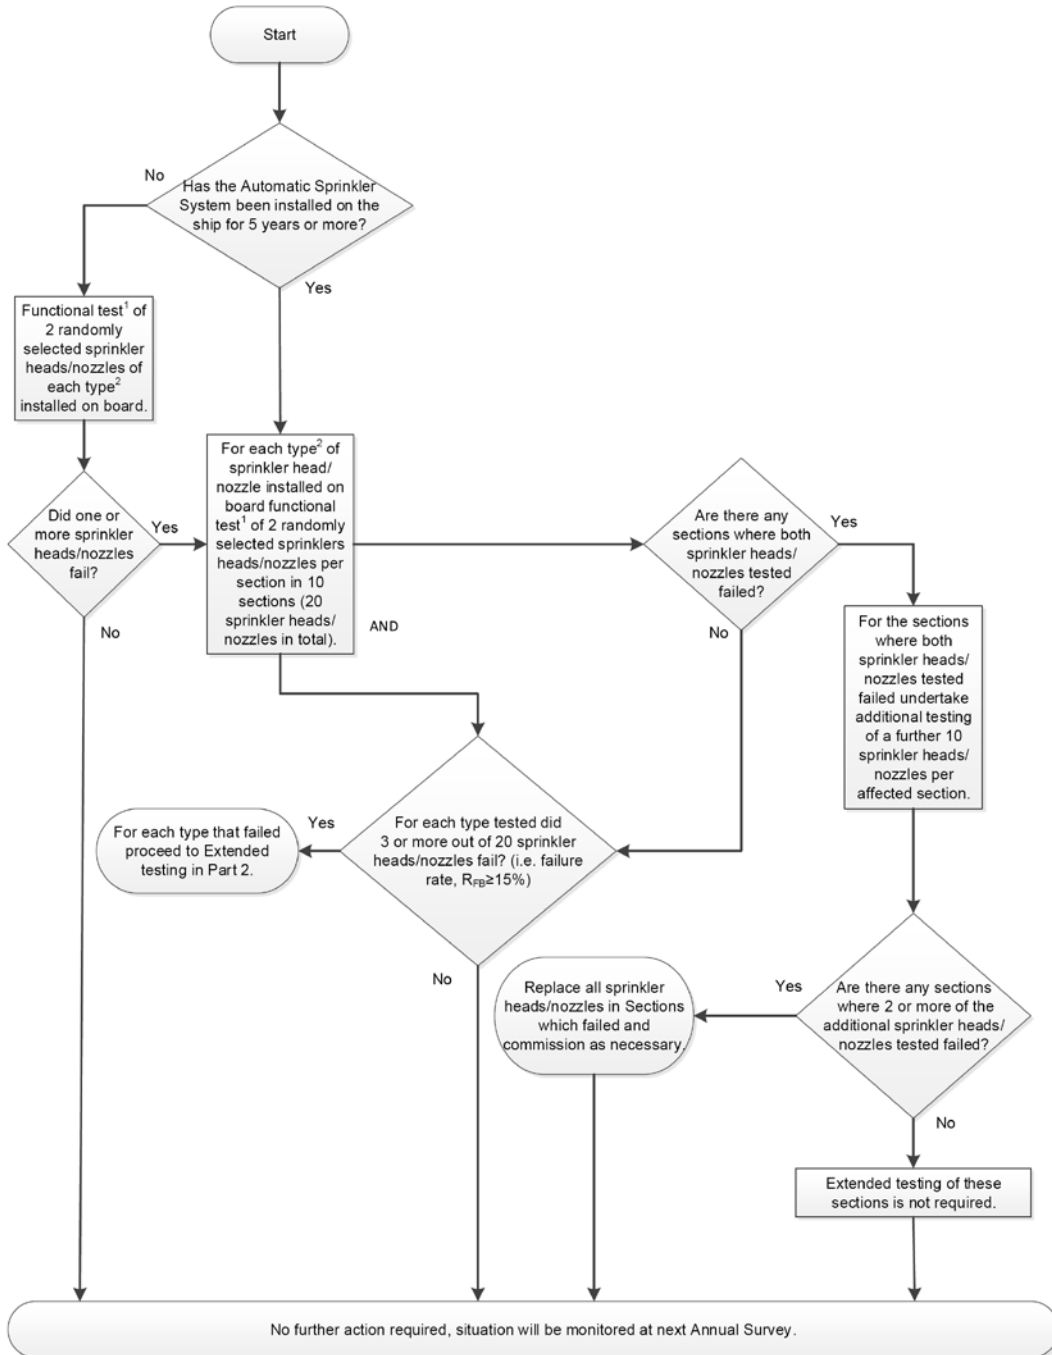 Start
No
Has the Automatic Sprinkler
System been installed on the
ship for 5 years or more?
Yes
Functional test¹ of
2 randomly
selected sprinkler
heads/nozzles of
each type²
installed on board.
For each type² of
sprinkler head/
nozzle installed on
board functional
test¹ of 2 randomly
selected sprinklers
heads/nozzles per
section in 10
sections (20
sprinkler heads/
nozzles in total).
Did one or
more sprinkler
heads/nozzles
fail?
Yes
No
AND
Are there any
sections where both
sprinkler heads/
nozzles tested
failed?
Yes
No
For the sections
where both
sprinkler heads/
nozzles tested
failed undertake
additional testing
of a further 10
sprinkler heads/
nozzles per
affected section.
For each type that failed
proceed to Extended
testing in Part 2.
Yes
For each type tested did
3 or more out of 20 sprinkler
heads/nozzles fail? (i.e. failure
rate, R_FB≥15%)
No
Replace all sprinkler
heads/nozzles in Sections
which failed and
commission as necessary.
Yes
Are there any sections
where 2 or more of the
additional sprinkler heads/
nozzles tested failed?
No
Extended testing of these
sections is not required.
No further action required, situation will be monitored at next Annual Survey.